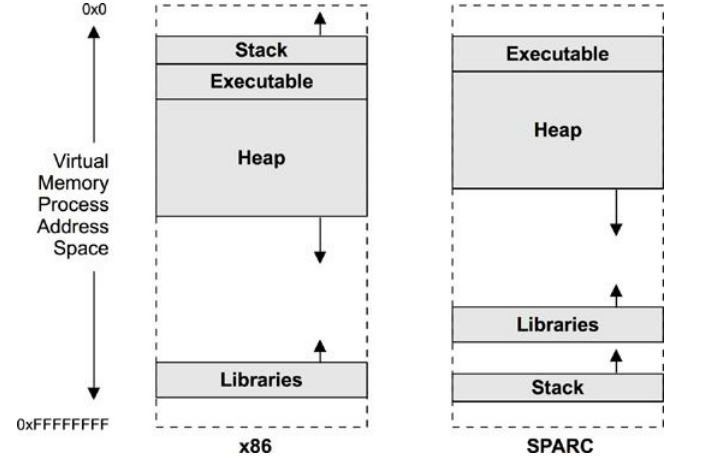 0x0
Virtual
Memory
Process
Address
Space
0xFFFFFFFF
Stack
Executable
Heap
Libraries
x86
Executable
Heap
Libraries
Stack
SPARC